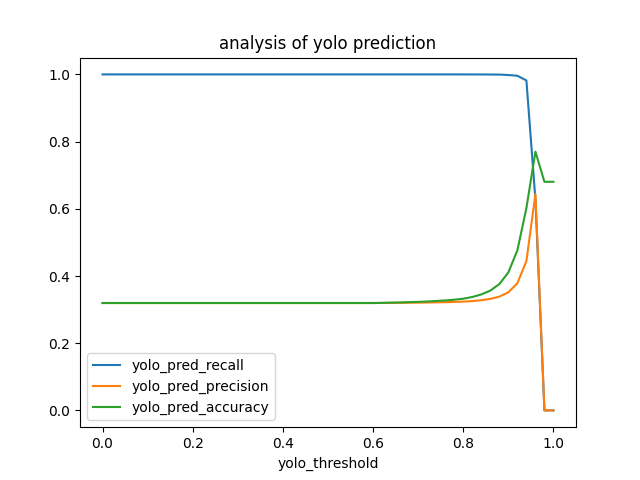 analysis of yolo prediction
1.0
0.8
0.6
0.4
0.2
0.0
yolo_pred_recall
yolo_pred_precision
yolo_pred_accuracy
0.0 0.2 0.4 0.6 0.8 1.0
yolo_threshold